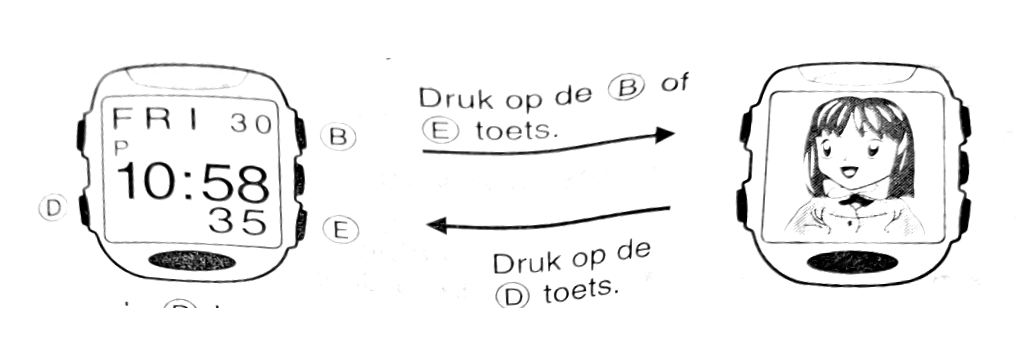 FRI 30
P
10:58
35
B
D
E
Druk op de B of
E toets.
Druk op de
D toets.